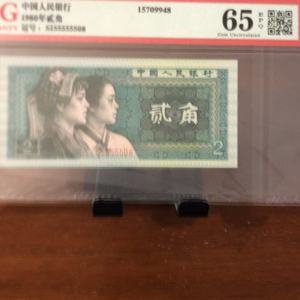 中国人民银行
1980年贰角
冠号:
15709948
65 EPQ
Gem Uncirculated
中国人民银行
贰角
2
2